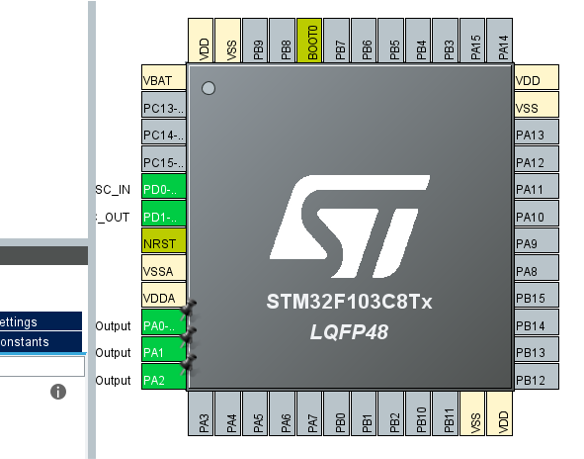 VDD VSS PB9 PB8 BOOT0 PB7 PB6 PB5 PB4 PB3 PA15 PA14
VBAT VDD
PC13-.. VSS
PC14-.. PA13
PC15-.. PA12
SC_IN PD0-.. PA11
_OUT PD1-.. PA10
NRST PA9
VSSA PA8
VDDA PB15
ST
STM32F103C8Tx
LQFP48
ettings
onstants
Output PA0-.. PB14
Output PA1 PB13
Output PA2 PB12
PA3 PA4 PA5 PA6 PA7 PB0 PB1 PB2 PB10 PB11 VSS VDD